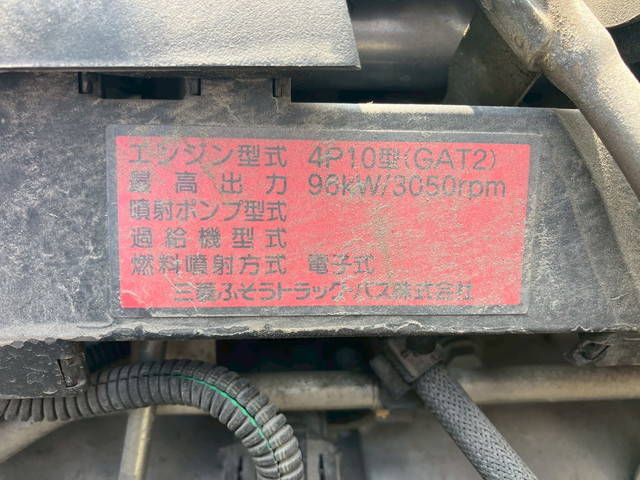 エンジン型式 4P10型(GAT2)
最高出力 96kW/3050rpm
噴射ポンプ型式
過給機型式
燃料噴射方式 電子式
三菱ふそうトラック・バス株式会社